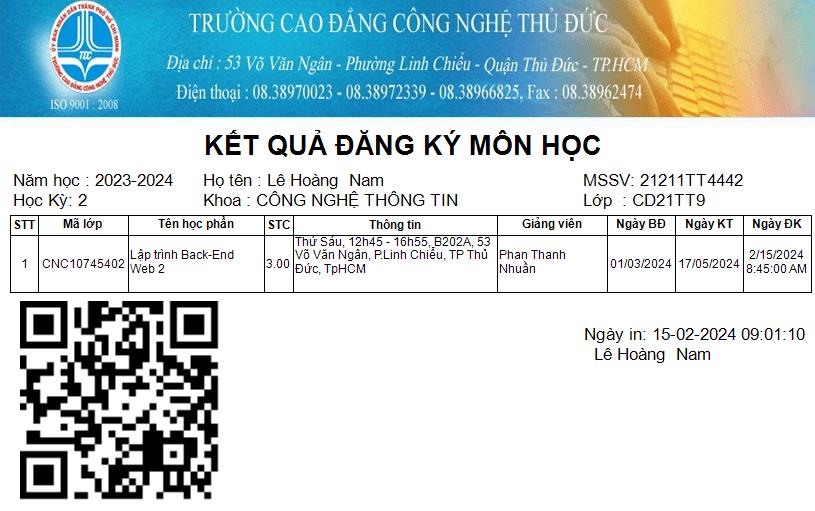 ỦY BAN NHÂN DÂN THÀNH PHỐ HỒ CHÍ MINH
TDC
TRƯỜNG CAO ĐẲNG CÔNG NGHỆ THỦ ĐỨC
ISO 9001 : 2008
TRƯỜNG CAO ĐẲNG CÔNG NGHỆ THỦ ĐỨC
Địa chỉ : 53 Võ Văn Ngân - Phường Linh Chiểu - Quận Thủ Đức - TP.HCM
Điện thoại : 08.38970023 - 08.38972339 - 08.38966825, Fax : 08.38962474
KẾT QUẢ ĐĂNG KÝ MÔN HỌC
Năm học : 2023-2024 Họ tên : Lê Hoàng Nam MSSV: 21211TT4442
Học Kỳ: 2 Khoa : CÔNG NGHỆ THÔNG TIN Lớp : CD21TT9
STT Mã lớp Tên học phần STC Thông tin Giảng viên Ngày BĐ Ngày KT Ngày ĐK
1 CNC10745402 Lập trình Back-End
Web 2
3.00
Thứ Sáu, 12h45 - 16h55, B202A, 53
Võ Văn Ngân, P.Linh Chiểu, TP Thủ
Đức, TpHCM
Phan Thanh
Nhuần
01/03/2024 17/05/2024
2/15/2024
8:45:00 AM
Ngày in: 15-02-2024 09:01:10
Lê Hoàng Nam